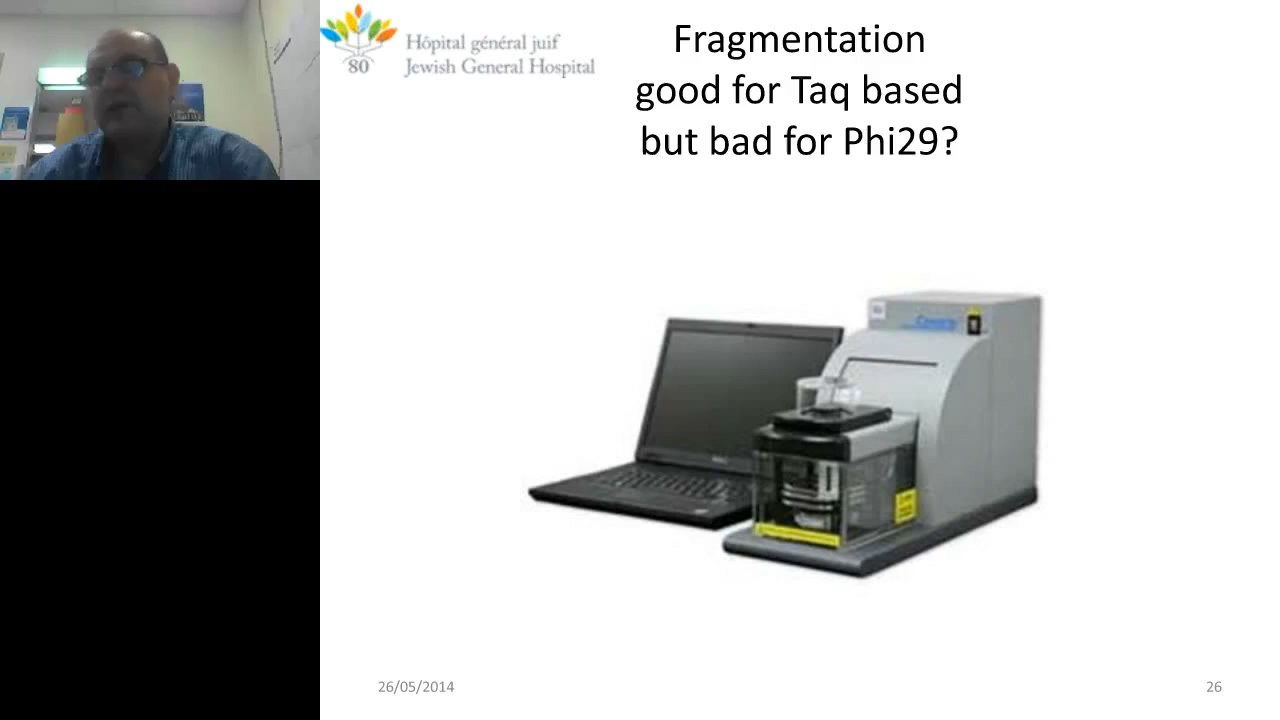 Hôpital général juif
Jewish General Hospital
80
Fragmentation
good for Taq based
but bad for Phi29?
26/05/2014
26